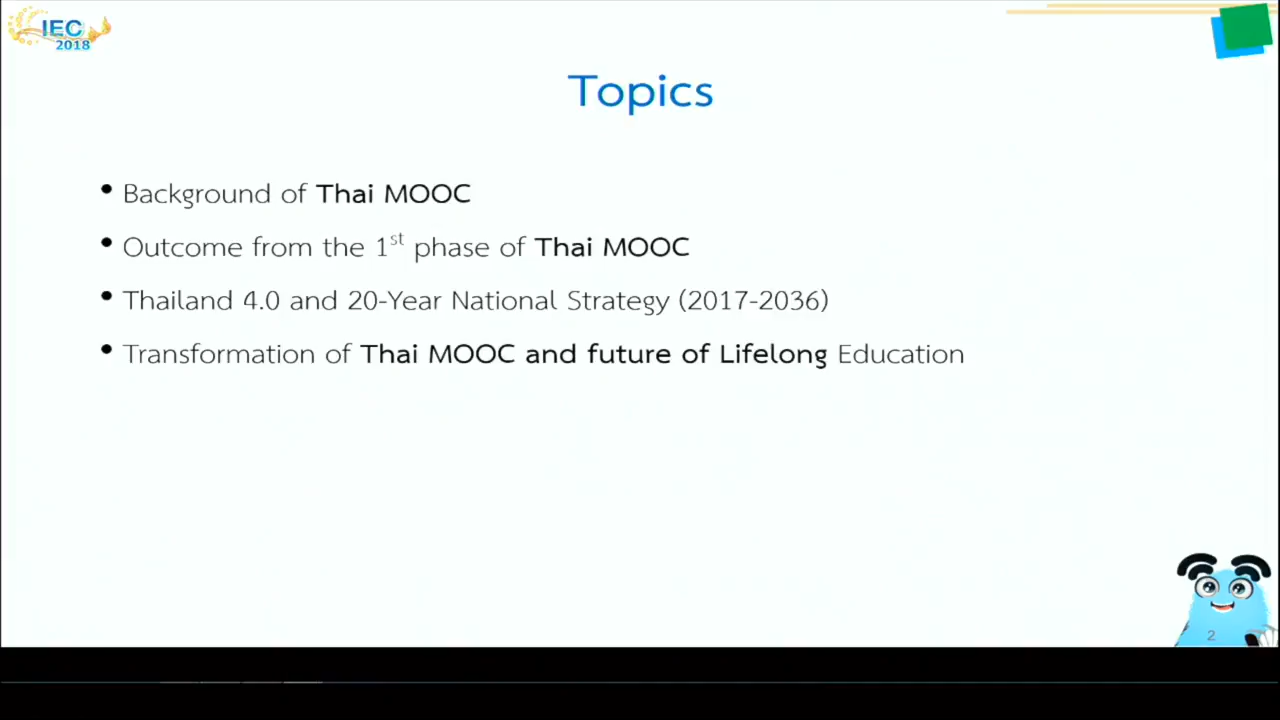 IEC
2018
Topics
• Background of Thai MOOC
• Outcome from the 1st phase of Thai MOOC
• Thailand 4.0 and 20-Year National Strategy (2017-2036)
• Transformation of Thai MOOC and future of Lifelong Education
2